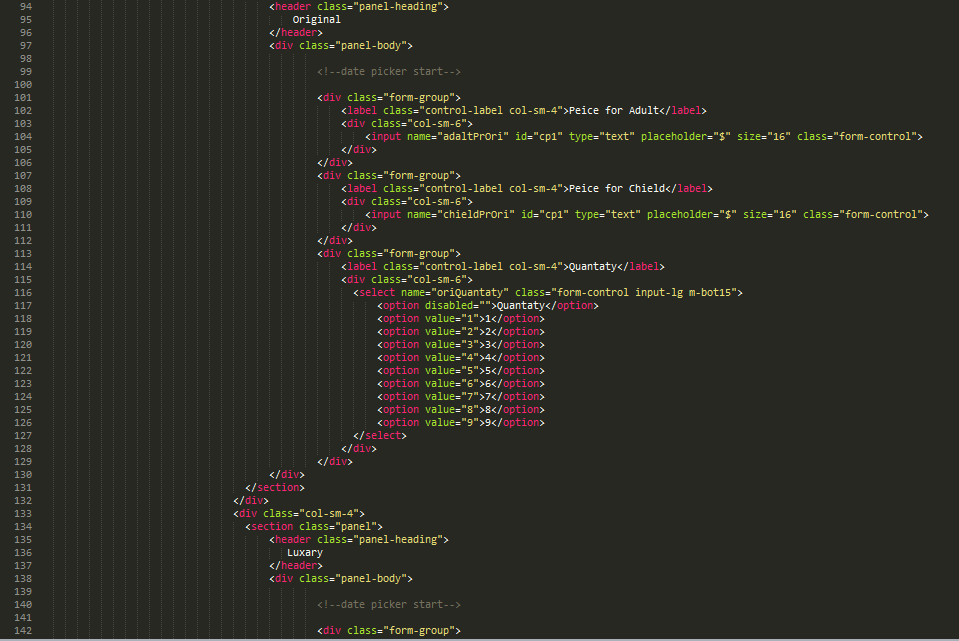 94 <header class="panel-heading">
95 Original
96 </header>
97 <div class="panel-body">
98
99 <!--date picker start-->
100
101 <div class="form-group">
102 <label class="control-label col-sm-4">Peice for Adult</label>
103 <div class="col-sm-6">
104 <input name="adaltPrOri" id="cp1" type="text" placeholder="$" size="16" class="form-control">
105 </div>
106 </div>
107 <div class="form-group">
108 <label class="control-label col-sm-4">Peice for Chield</label>
109 <div class="col-sm-6">
110 <input name="chieldPrOri" id="cp1" type="text" placeholder="$" size="16" class="form-control">
111 </div>
112 </div>
113 <div class="form-group">
114 <label class="control-label col-sm-4">Quantaty</label>
115 <div class="col-sm-6">
116 <select name="oriQuantaty" class="form-control input-lg m-bot15">
117 <option disabled="">Quantaty</option>
118 <option value="1">1</option>
119 <option value="2">2</option>
120 <option value="3">3</option>
121 <option value="4">4</option>
122 <option value="5">5</option>
123 <option value="6">6</option>
124 <option value="7">7</option>
125 <option value="8">8</option>
126 <option value="9">9</option>
127 </select>
128 </div>
129 </div>
130 </div>
131 </section>
132 </div>
133 <div class="col-sm-4">
134 <section class="panel">
135 <header class="panel-heading">
136 Luxary
137 </header>
138 <div class="panel-body">
139
140 <!--date picker start-->
141
142 <div class="form-group">